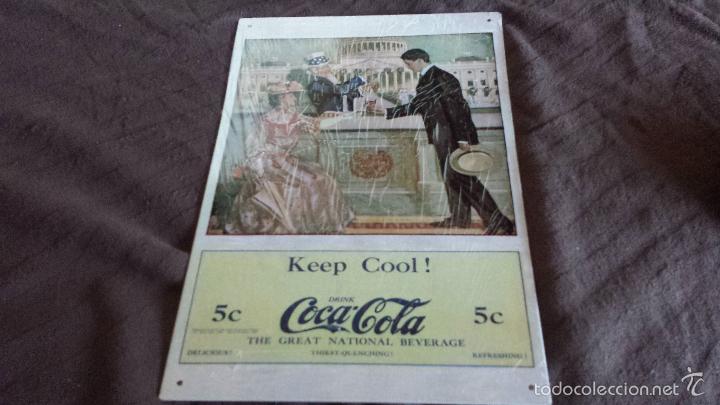 Keep Cool!
DRINK
5c Coca-Cola 5c
THE GREAT NATIONAL BEVERAGE
DELICIOUS! THIRST-QUENCHING! REFRESHING!
todocoleccion.net